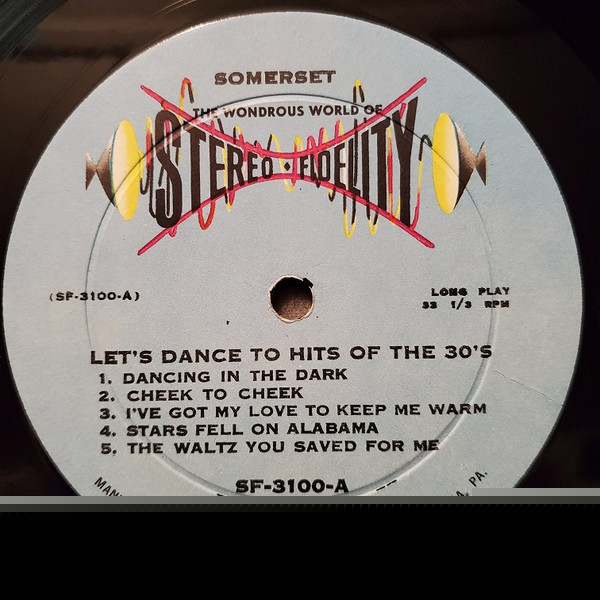 SOMERSET
THE WONDROUS WORLD OF
STEREO · FIDELITY
(SF-3100-A)
LONG PLAY
33 1/3 RPM
LET'S DANCE TO HITS OF THE 30'S
1. DANCING IN THE DARK
2. CHEEK TO CHEEK
3. I'VE GOT MY LOVE TO KEEP ME WARM
4. STARS FELL ON ALABAMA
5. THE WALTZ YOU SAVED FOR ME
SF-3100-A
PA.